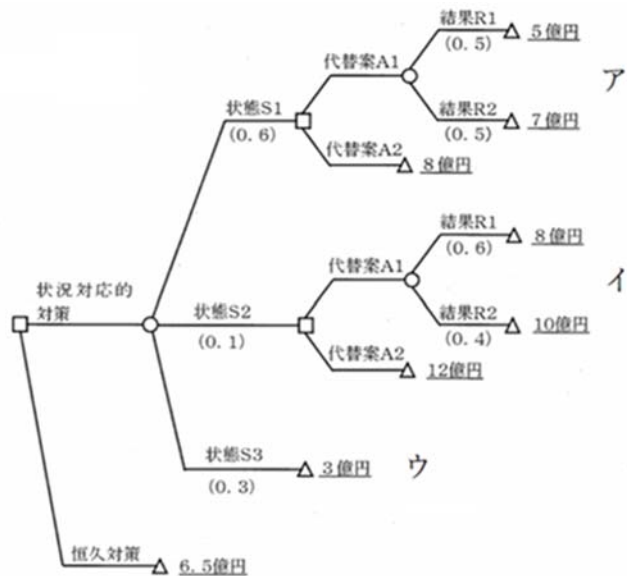 結果R1
(0.5)
5億円
代替案A1
ア
状態S1
(0.6)
結果R2
(0.5)
7億円
代替案A2
8億円
結果R1
(0.6)
8億円
代替案A1
イ
状況対応的
対策
状態S2
(0.1)
結果R2
(0.4)
10億円
代替案A2
12億円
状態S3
(0.3)
3億円
ウ
恒久対策
6.5億円